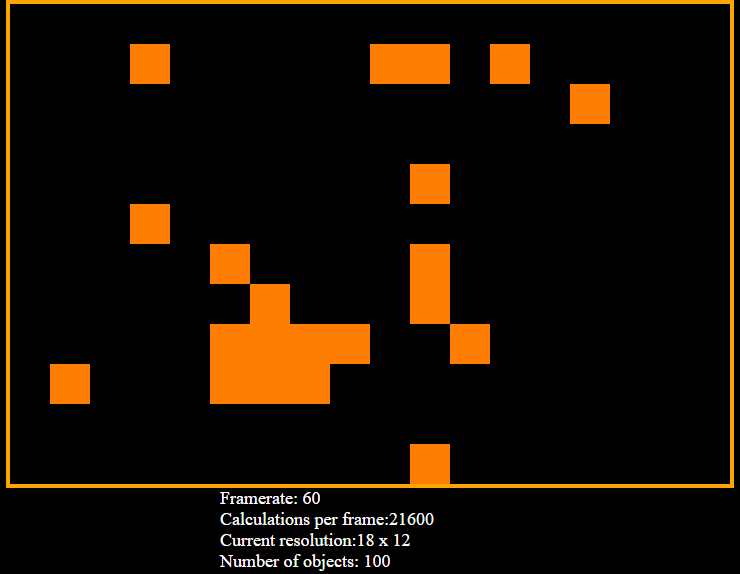 Framerate: 60
Calculations per frame:21600
Current resolution:18 x 12
Number of objects: 100